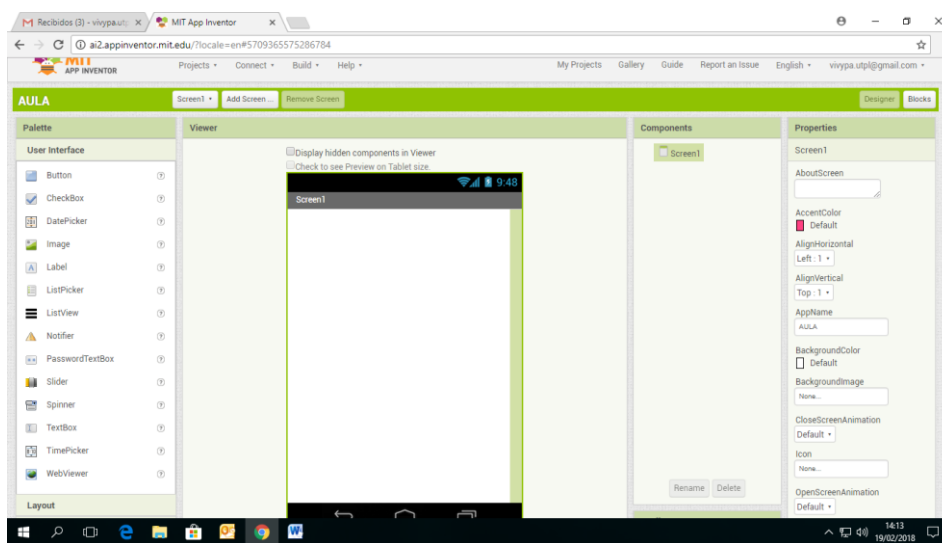 Recibidos (3) - vivypa.utp
MIT App Inventor
ai2.appinventor.mit.edu/?locale=en#5709365575286784
MIT
APP INVENTOR
Projects Connect Build Help
My Projects Gallery Guide Report an Issue English vivypa.utpl@gmail.com
AULA
Screen1 Add Screen ... Remove Screen
Designer Blocks
Palette
User Interface
Button
CheckBox
DatePicker
Image
Label
ListPicker
ListView
Notifier
PasswordTextBox
Slider
Spinner
TextBox
TimePicker
WebViewer
Layout
Viewer
Display hidden components in Viewer
Check to see Preview on Tablet size.
9:48
Screen1
Components
Screen1
Rename Delete
Properties
Screen1
AboutScreen
AccentColor
Default
AlignHorizontal
Left : 1
AlignVertical
Top : 1
AppName
AULA
BackgroundColor
Default
BackgroundImage
None...
CloseScreenAnimation
Default
Icon
None...
OpenScreenAnimation
Default
14:13
19/02/2018